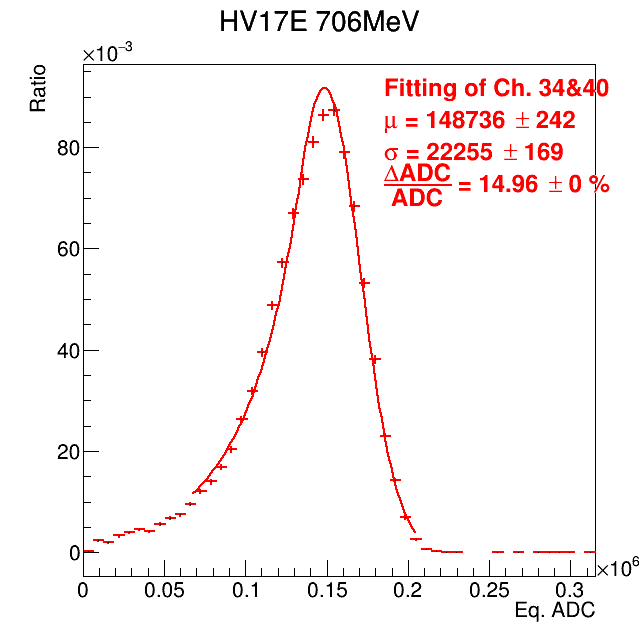 HV17E 706MeV
×10⁻³
Ratio
Fitting of Ch. 34&40
μ = 148736 ± 242
σ = 22255 ± 169
ΔADC
ADC
= 14.96 ± 0 %
80
60
40
20
0
0 0.05 0.1 0.15 0.2 0.25 0.3
×10⁶
Eq. ADC